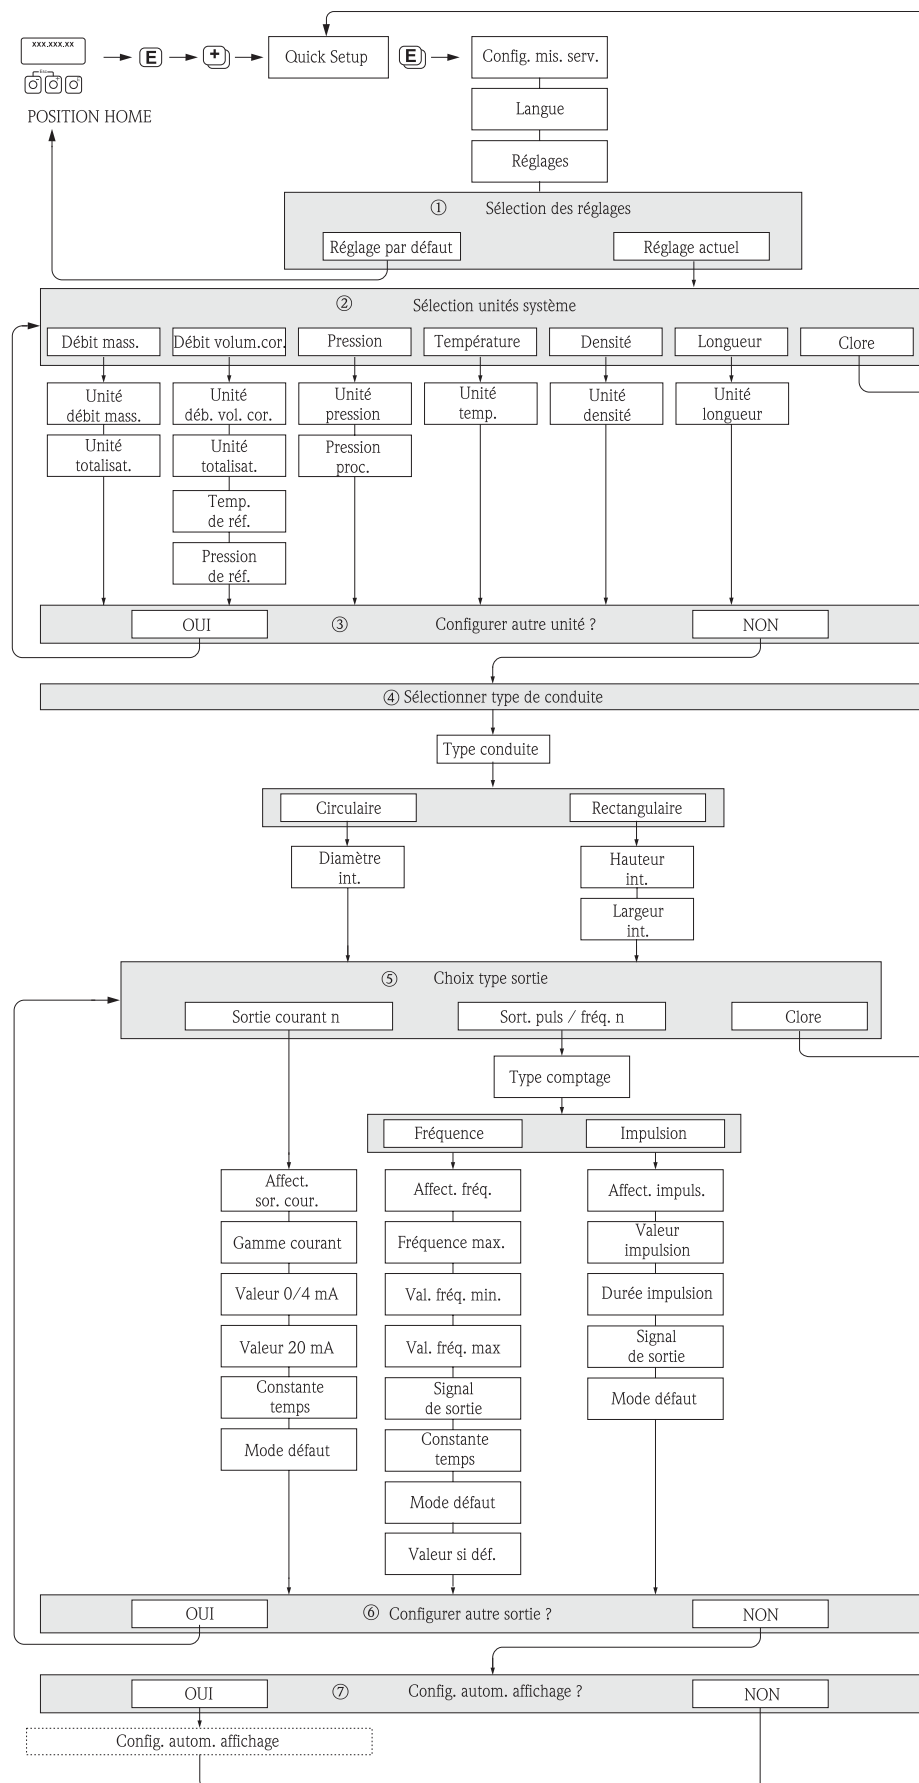 xxx.xxx.xx
Esc
- + E
E
+
Quick Setup
E
Config. mis. serv.
POSITION HOME
Langue
Réglages
① Sélection des réglages
Réglage par défaut
Réglage actuel
② Sélection unités système
Débit mass.
Débit volum.cor.
Pression
Température
Densité
Longueur
Clore
Unité
débit mass.
Unité
déb. vol. cor.
Unité
pression
Unité
temp.
Unité
densité
Unité
longueur
Unité
totalisat.
Unité
totalisat.
Pression
proc.
Temp.
de réf.
Pression
de réf.
OUI
③ Configurer autre unité ?
NON
④ Sélectionner type de conduite
Type conduite
Circulaire
Rectangulaire
Diamètre
int.
Hauteur
int.
Largeur
int.
⑤ Choix type sortie
Sortie courant n
Sort. puls / fréq. n
Clore
Type comptage
Fréquence
Impulsion
Affect.
sor. cour.
Affect. fréq.
Affect. impuls.
Gamme courant
Fréquence max.
Valeur
impulsion
Valeur 0/4 mA
Val. fréq. min.
Durée impulsion
Valeur 20 mA
Val. fréq. max
Signal
de sortie
Constante
temps
Signal
de sortie
Mode défaut
Mode défaut
Constante
temps
Mode défaut
Valeur si déf.
OUI
⑥ Configurer autre sortie ?
NON
OUI
⑦ Config. autom. affichage ?
NON
Config. autom. affichage